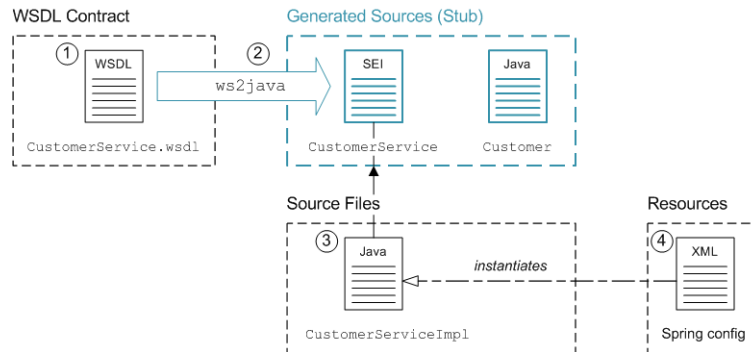 WSDL Contract
Generated Sources (Stub)
1
WSDL
2
ws2java
SEI
Java
CustomerService.wsdl
CustomerService
Customer
Source Files
Resources
3
Java
instantiates
4
XML
CustomerServiceImpl
Spring config